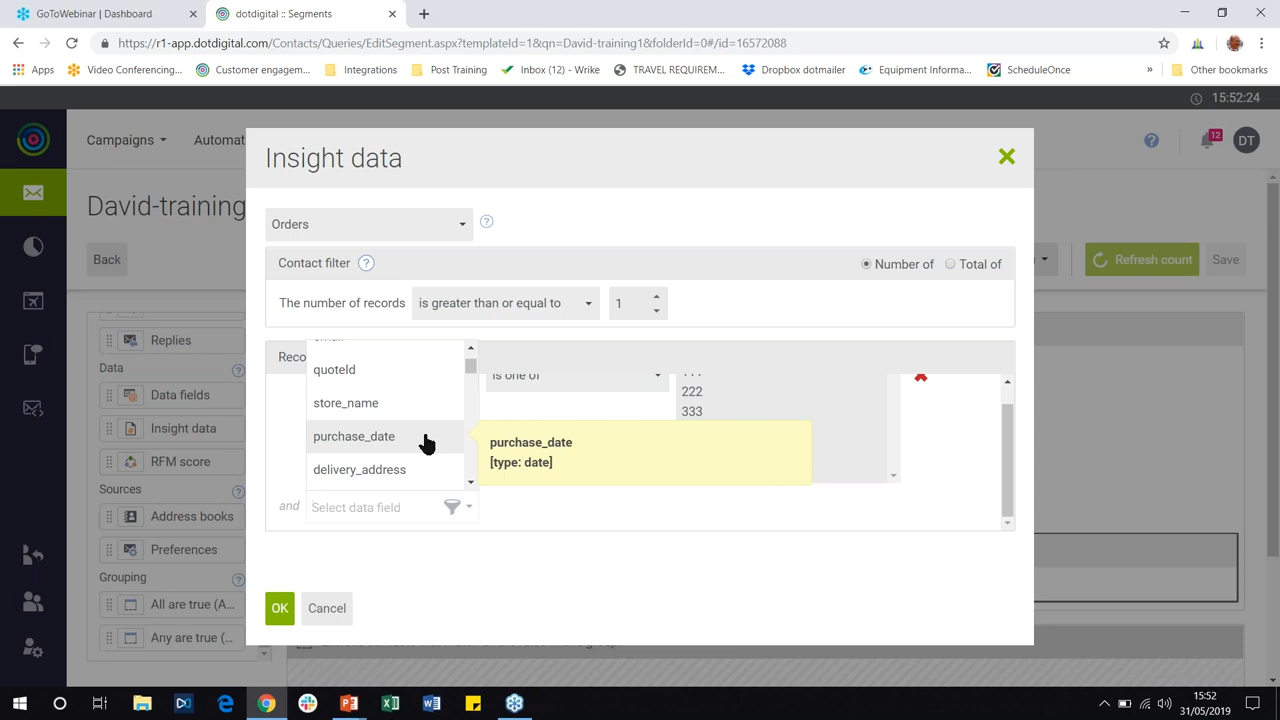 GoToWebinar | Dashboard
dotdigital :: Segments
https://r1-app.dotdigital.com/Contacts/Queries/EditSegment.aspx?templateId=1&qn=David-training1&folderId=0#/id=16572088
Apps
Video Conferencing...
Customer engagem...
Integrations
Post Training
Inbox (12) - Wrike
TRAVEL REQUIREM...
Dropbox dotmailer
Equipment Informa...
ScheduleOnce
»
Other bookmarks
15:52:24
Campaigns
Automat
12
DT
Insight data
David-training
Orders
Back
Contact filter
Number of
Total of
Refresh count
Save
The number of records
is greater than or equal to
1
Replies
Reco
Data
quoteId
is one of
222
Data fields
store_name
333
Insight data
purchase_date
purchase_date
[type: date]
RFM score
delivery_address
Sources
and
Select data field
Address books
Preferences
Grouping
All are true (A...
OK
Cancel
Any are true (...
15:52
31/05/2019